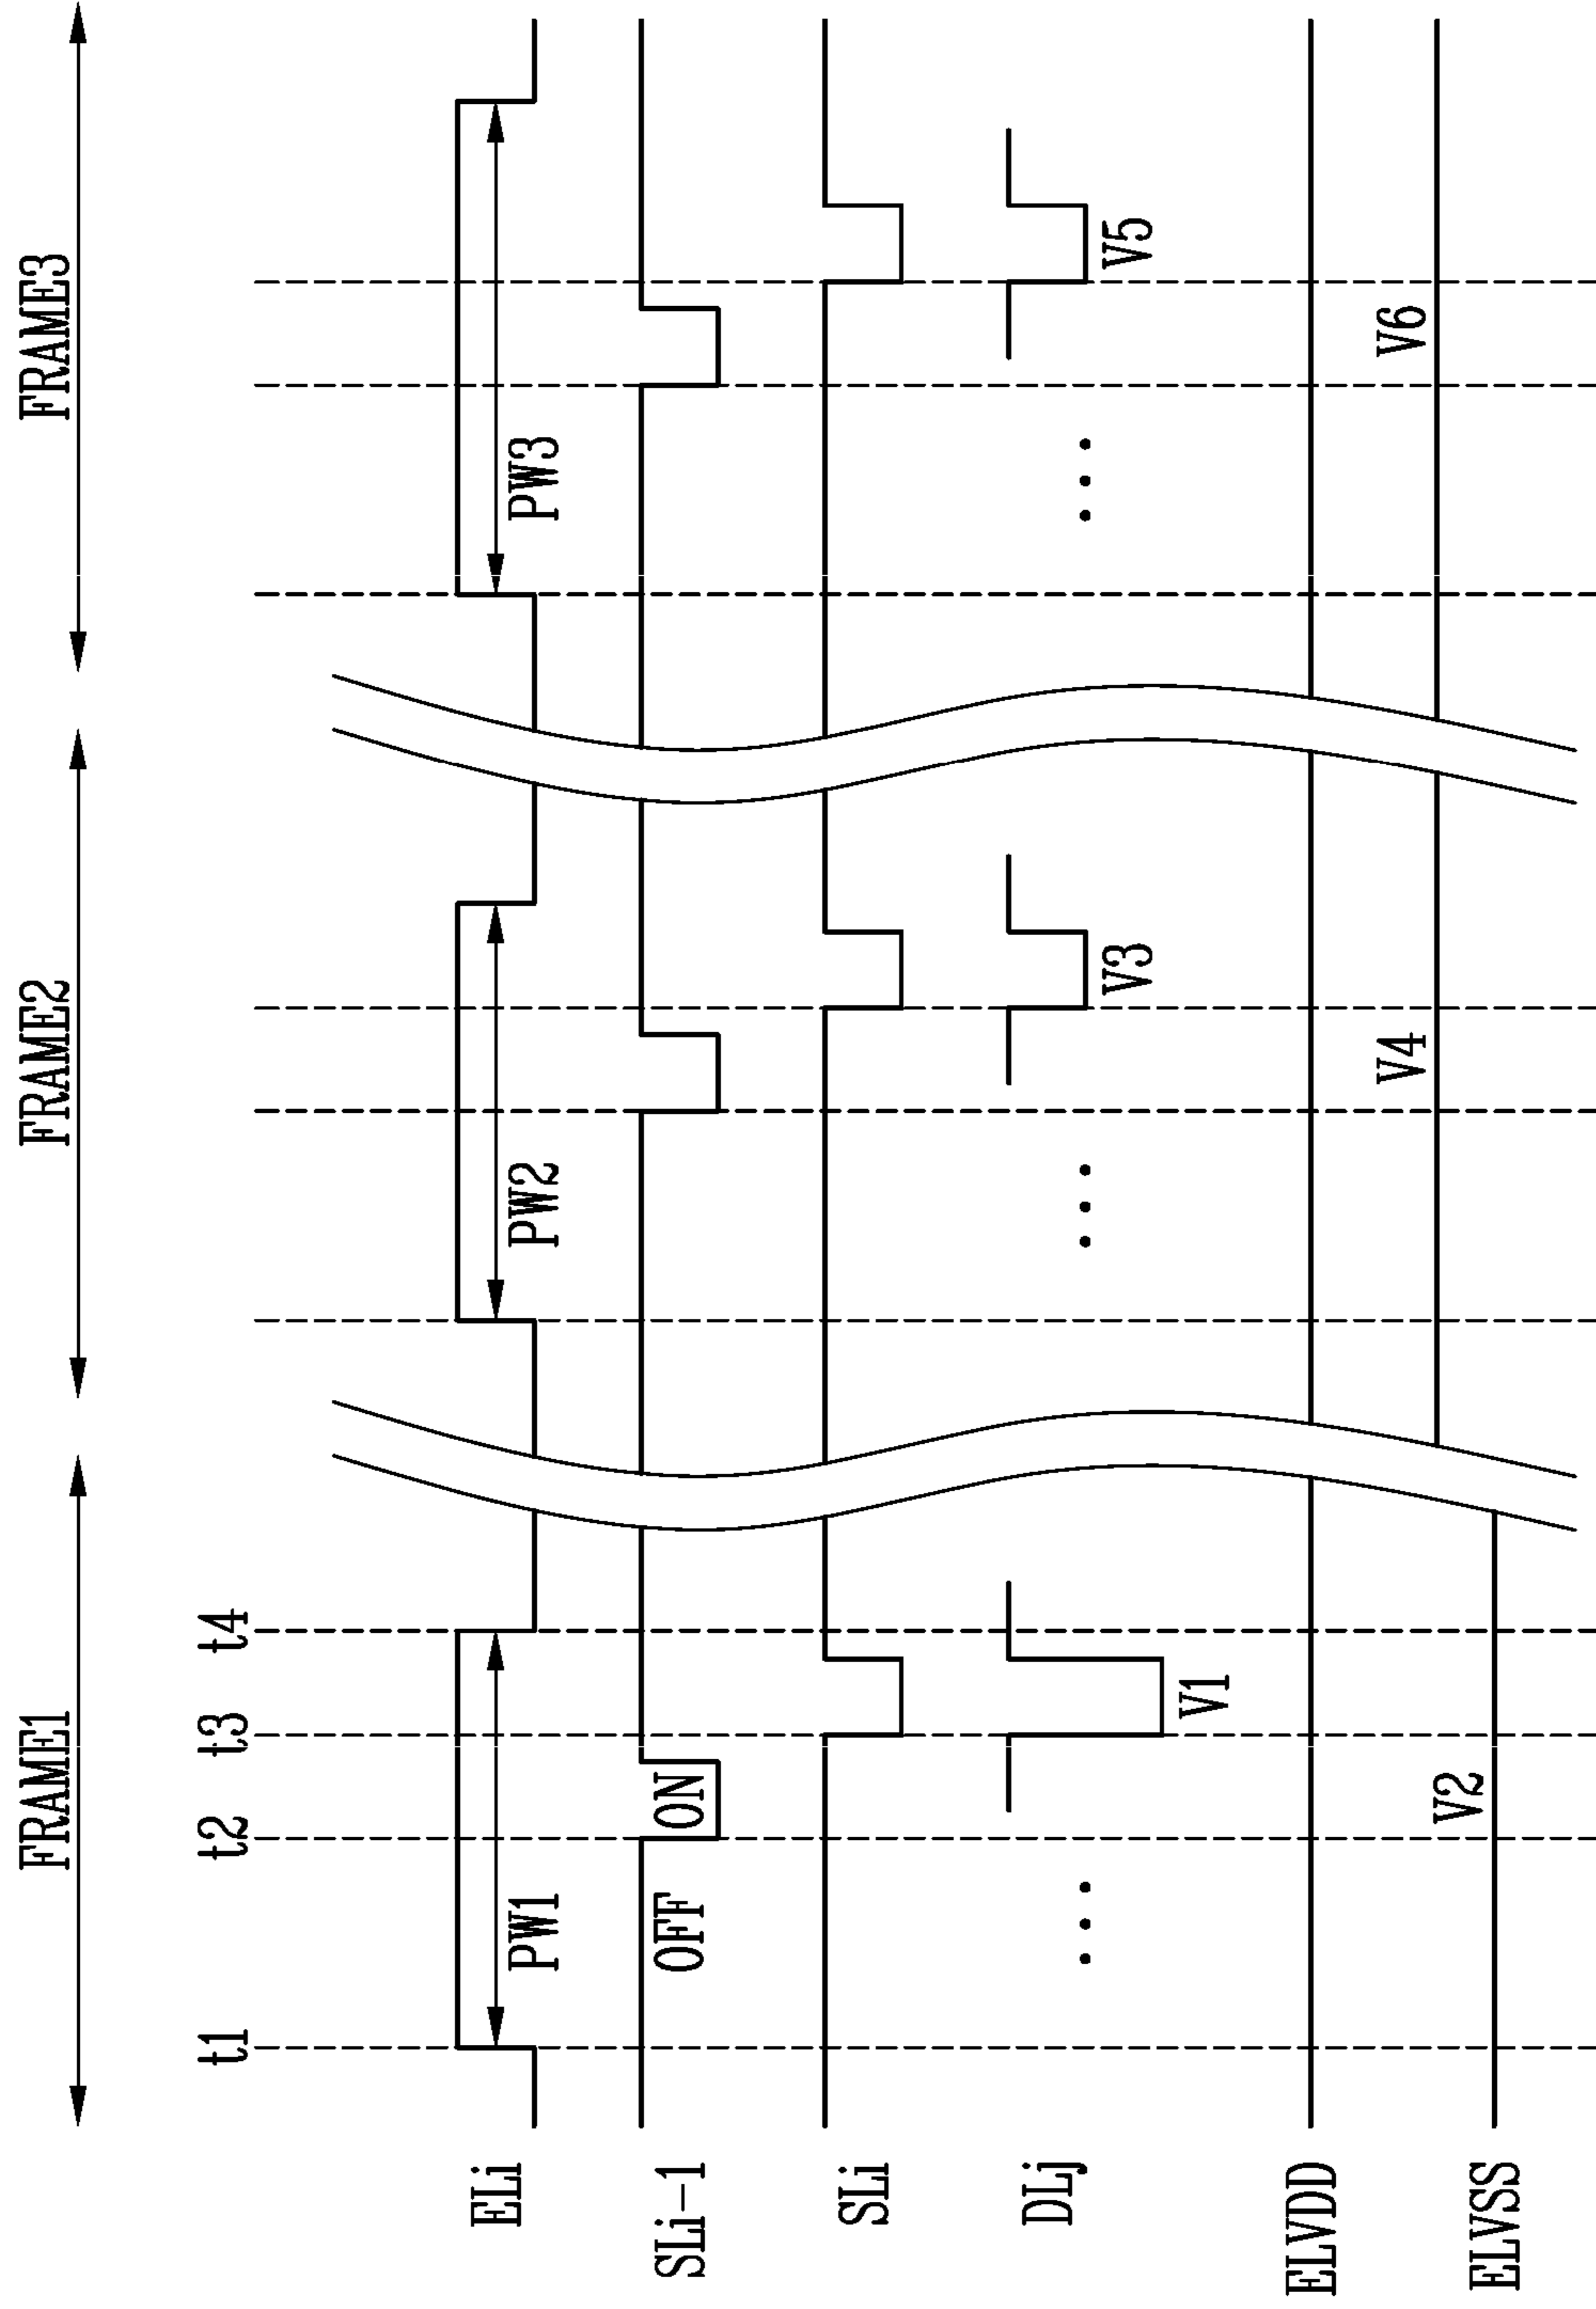 FRAME1 FRAME2 FRAME3
t1 t2 t3 t4
ELi PW1 PW2 PW3
SLi-1 OFF ON
SLi
DLj ... V1 ... V3 ... V5
ELVDD
ELVSS V2 V4 V6